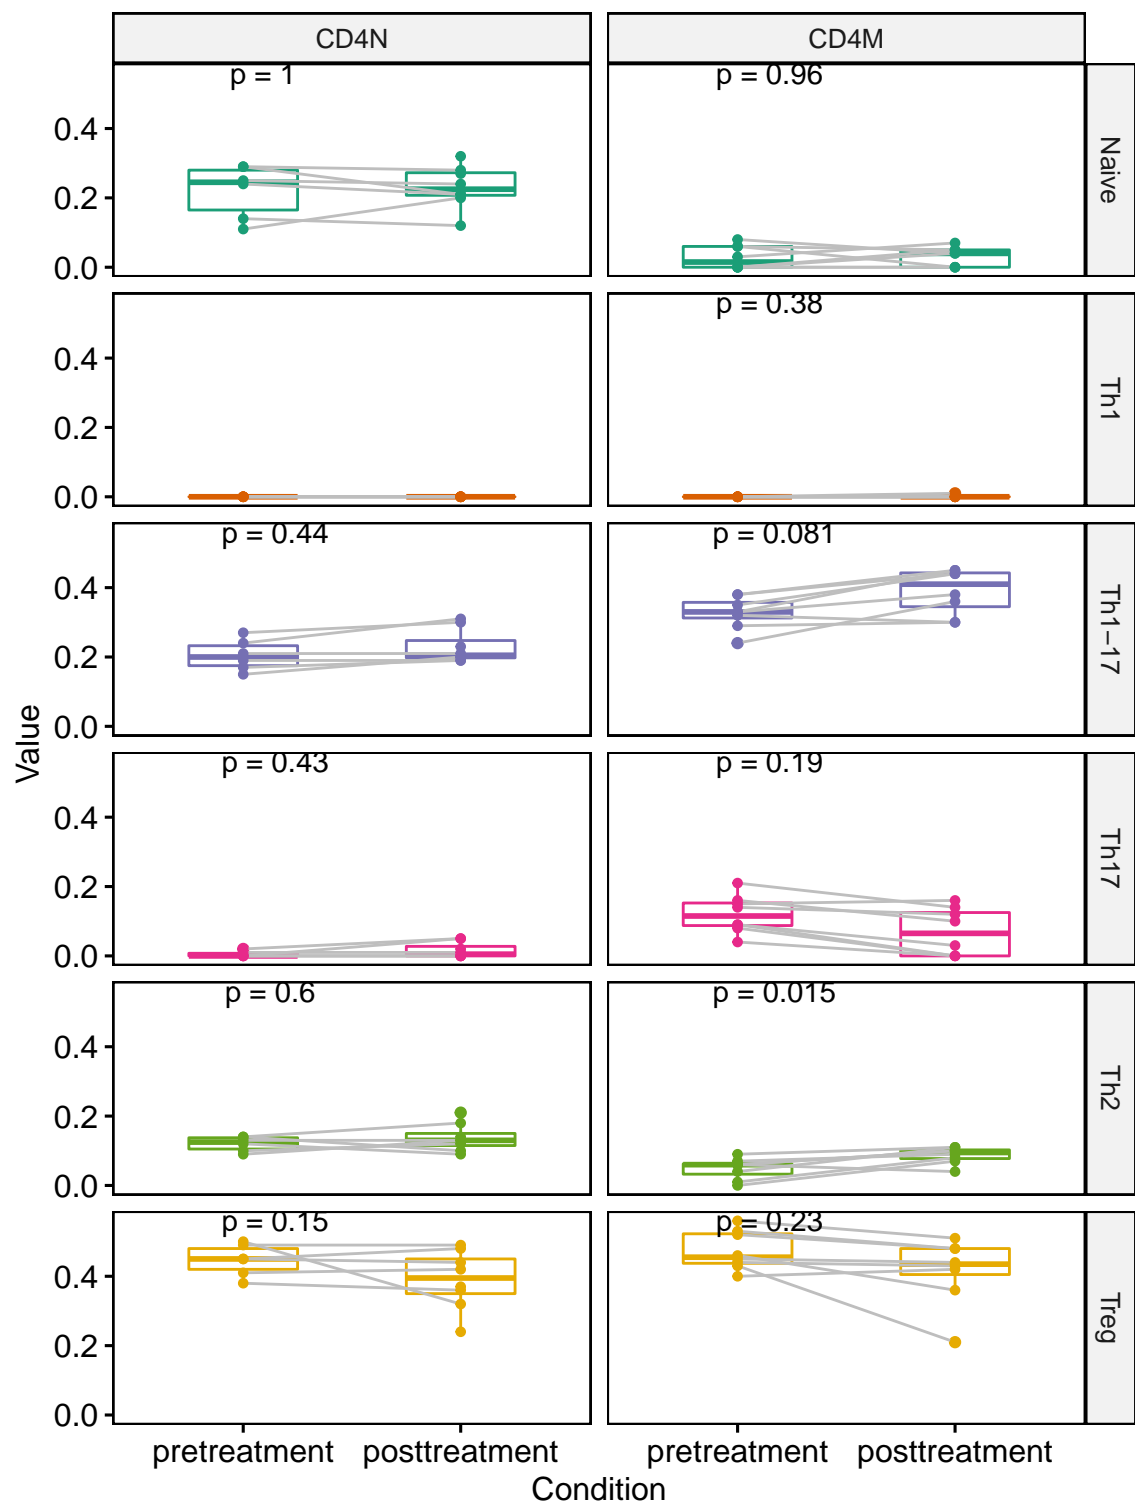 CD4N CD4M
p = 1 p = 0.96
Naive
0.4
0.2
0.0
p = 0.38
Th1
0.4
0.2
0.0
p = 0.44 p = 0.081
Th1−17
0.4
0.2
0.0
Value
p = 0.43 p = 0.19
Th17
0.4
0.2
0.0
p = 0.6 p = 0.015
Th2
0.4
0.2
0.0
p = 0.15 p = 0.23
Treg
0.4
0.2
0.0
pretreatment posttreatment pretreatment posttreatment
Condition